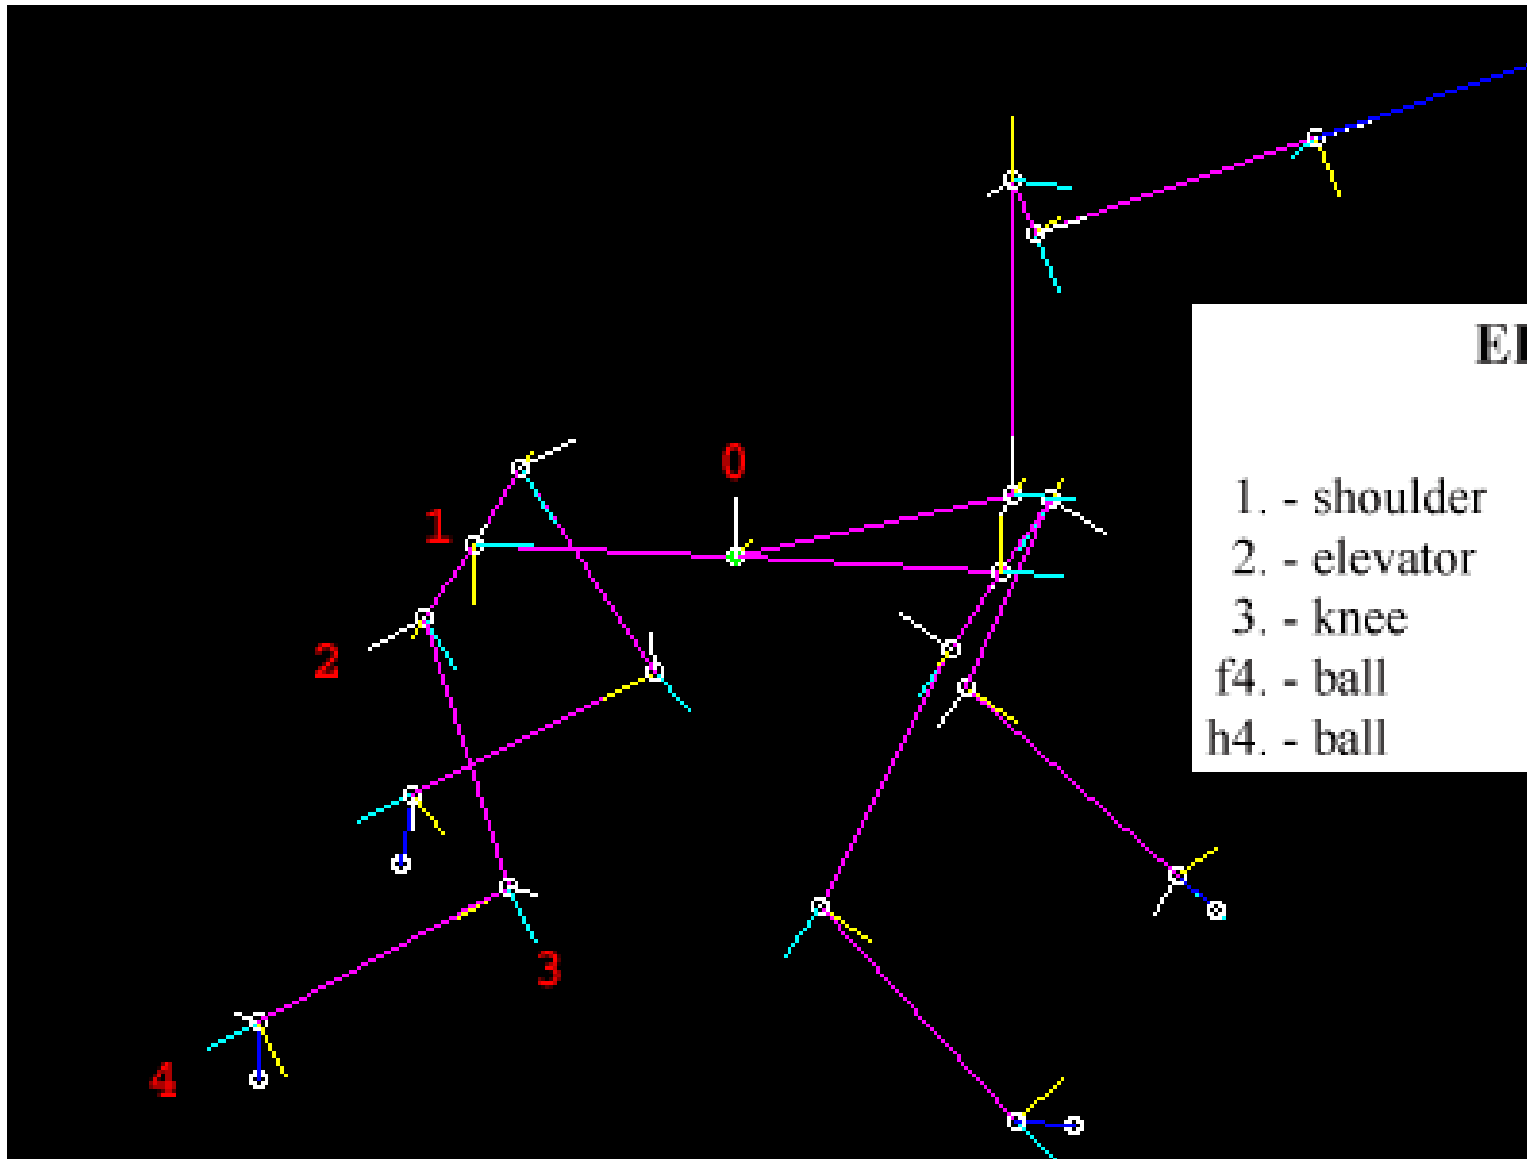 0
1
2
3
4
1. - shoulder
2. - elevator
3. - knee
f4. - ball
h4. - ball